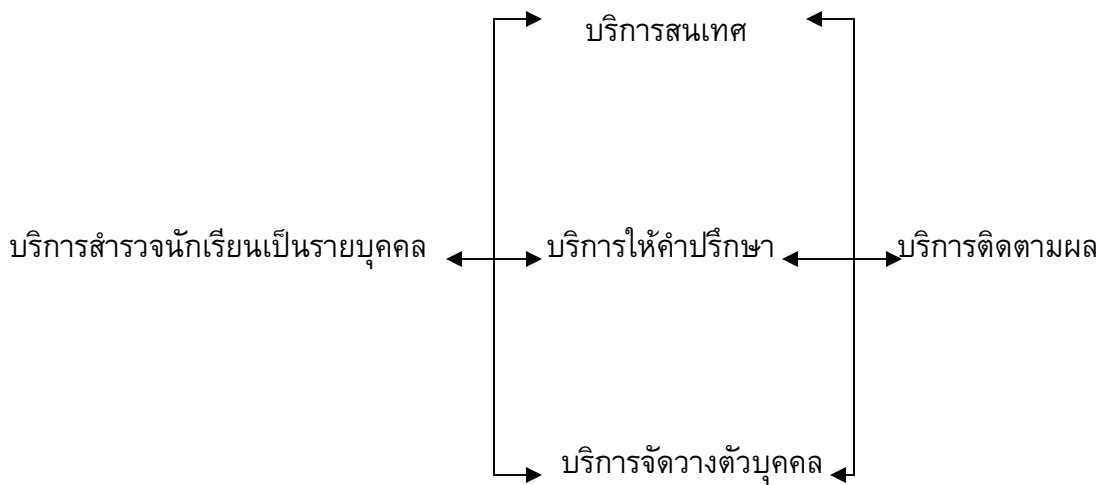 บริการสนเทศ
บริการสำรวจนักเรียนเป็นรายบุคคล บริการให้คำปรึกษา บริการติดตามผล
บริการจัดวางตัวบุคคล